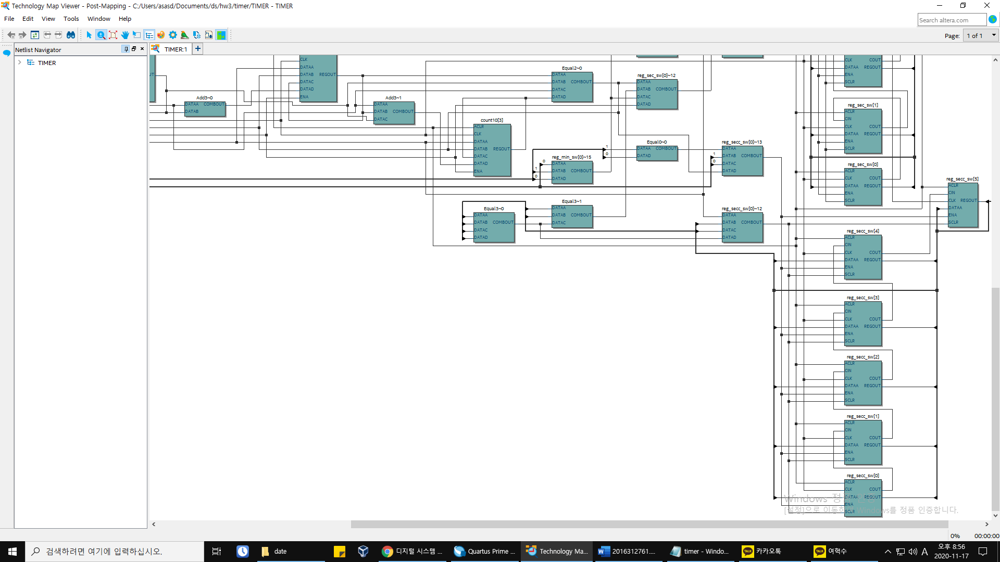 Technology Map Viewer - Post-Mapping - C:/Users/asasd/Documents/ds/hw3/timer/TIMER - TIMER
File Edit View Tools Window Help
Search altera.com
Page: 1 of 1
Netlist Navigator
TIMER:1
TIMER
CLK
DATAA
DATAB REGOUT
DATAC
DATAD
ENA
Add3~0
DATAA COMBOUT
DATAB
Add3~1
DATAA
DATAB COMBOUT
DATAC
count10[3]
ACLR
CLK
DATAA
DATAB REGOUT
DATAC
DATAD
ENA
Equal2~0
DATAA
DATAB COMBOUT
DATAC
DATAD
reg_sec_sw[0]~12
DATAA
DATAB COMBOUT
DATAC
DATAD
Equal0~0
1
0
DATAA COMBOUT
DATAD
reg_min_sw[0]~15
0
1
0
DATAA
DATAB COMBOUT
DATAD
reg_secc_sw[0]~13
1
0
DATAA
DATAB COMBOUT
DATAC
DATAD
Equal3~0
DATAA
DATAB COMBOUT
DATAC
DATAD
Equal3~1
DATAA
DATAB COMBOUT
DATAC
reg_secc_sw[0]~12
DATAA
DATAB COMBOUT
DATAC
DATAD
CLK COUT
DATAA REGOUT
ENA
SCLR
reg_sec_sw[1]
ACLR
CIN
CLK COUT
DATAA REGOUT
ENA
SCLR
reg_sec_sw[0]
ACLR
CLK COUT
DATAA REGOUT
ENA
SCLR
reg_secc_sw[5]
ACLR
CIN
CLK REGOUT
DATAA
ENA
SCLR
reg_secc_sw[4]
ACLR
CIN
CLK COUT
DATAA REGOUT
ENA
SCLR
reg_secc_sw[3]
ACLR
CIN
CLK COUT
DATAA REGOUT
ENA
SCLR
reg_secc_sw[2]
ACLR
CIN
CLK COUT
DATAA REGOUT
ENA
SCLR
reg_secc_sw[1]
ACLR
CIN
CLK COUT
DATAA REGOUT
ENA
SCLR
reg_secc_sw[0]
ACLR
CLK COUT
DATAA REGOUT
ENA
SCLR
Windows 정품 인증
[설정]으로 이동하여 Windows를 정품 인증합니다.
0% 00:00:00
검색하려면 여기에 입력하십시오.
date
디지털 시스템 ...
Quartus Prime ...
Technology Ma...
2016312761....
timer - Windo...
카카오톡
여혁수
A
오후 8:56
2020-11-17